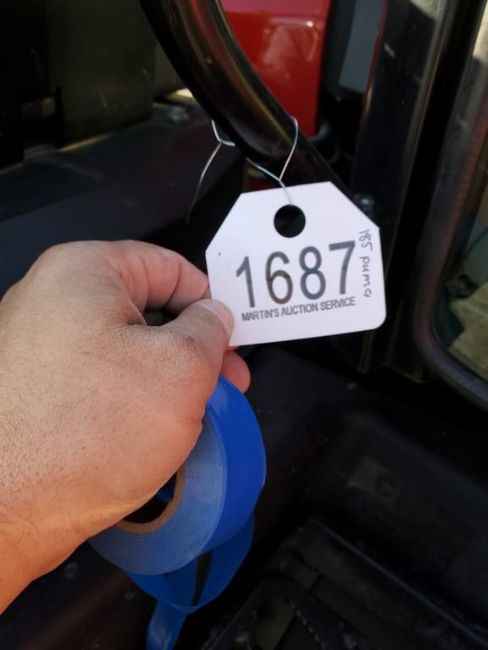 1687
MARTIN'S AUCTION SERVICE
185 puma